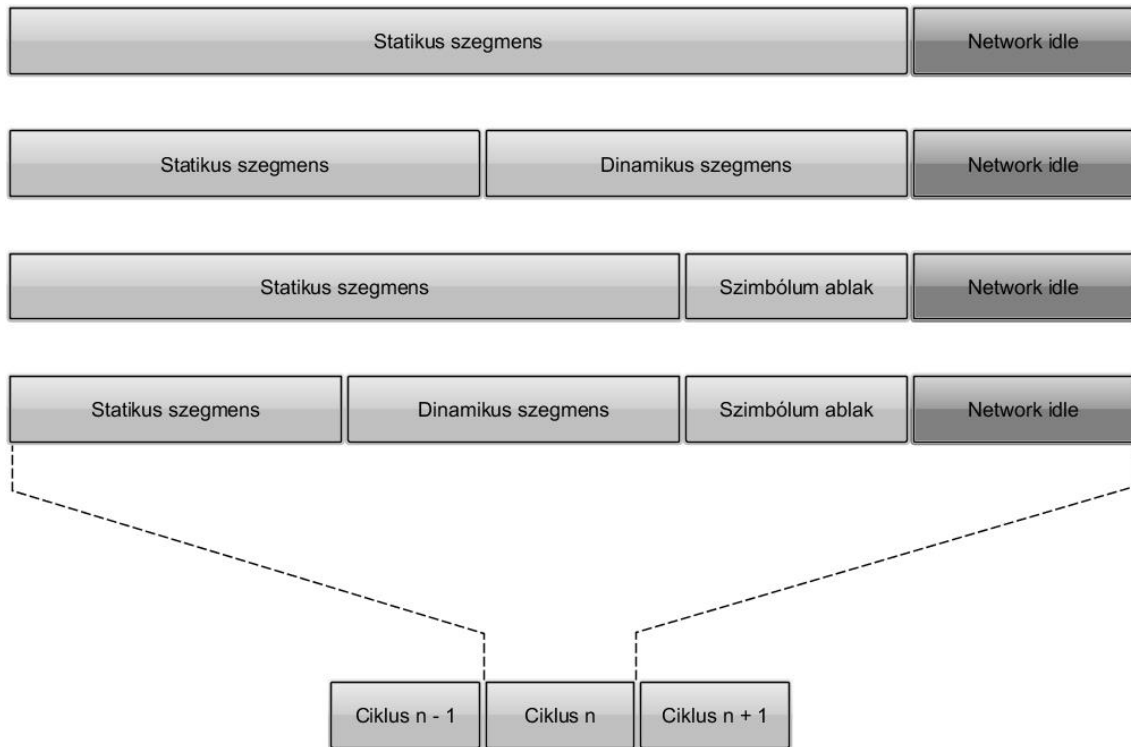 Statikus szegmens Network idle
Statikus szegmens Dinamikus szegmens Network idle
Statikus szegmens Szimbólum ablak Network idle
Statikus szegmens Dinamikus szegmens Szimbólum ablak Network idle
Ciklus n - 1 Ciklus n Ciklus n + 1